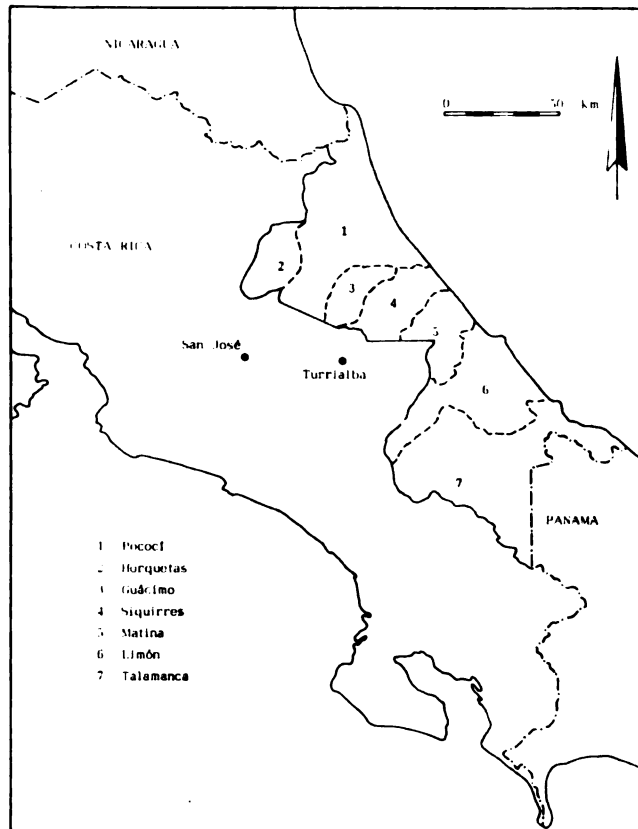 NICARAGUA
0 50 km
COSTA RICA
1
2
3
4
5
6
7
San José
Turrialba
PANAMA
1 Pococí
2 Horquetas
3 Guácimo
4 Siquirres
5 Matina
6 Limón
7 Talamanca